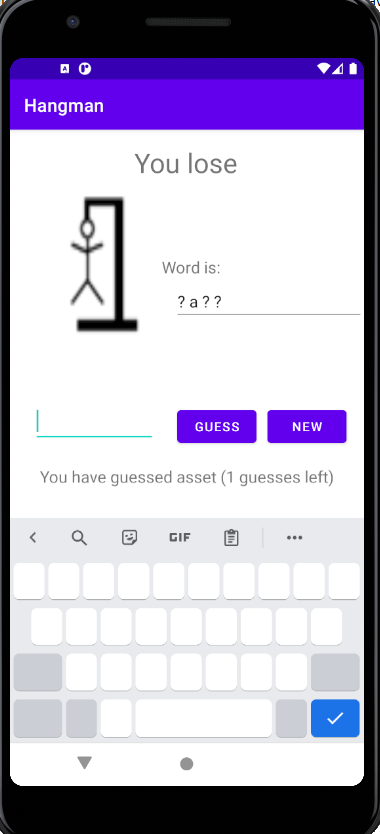 Hangman
You lose
Word is:
? a ? ?
GUESS
NEW
You have guessed asset (1 guesses left)
GIF